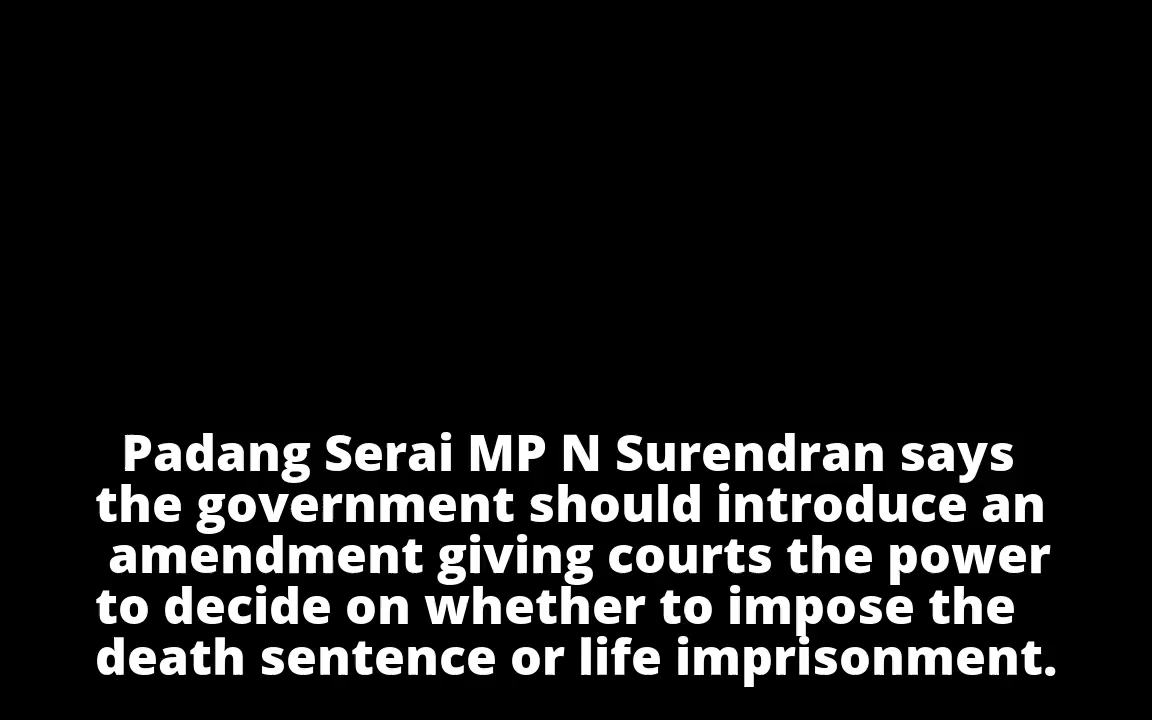 Padang Serai MP N Surendran says
the government should introduce an
amendment giving courts the power
to decide on whether to impose the
death sentence or life imprisonment.